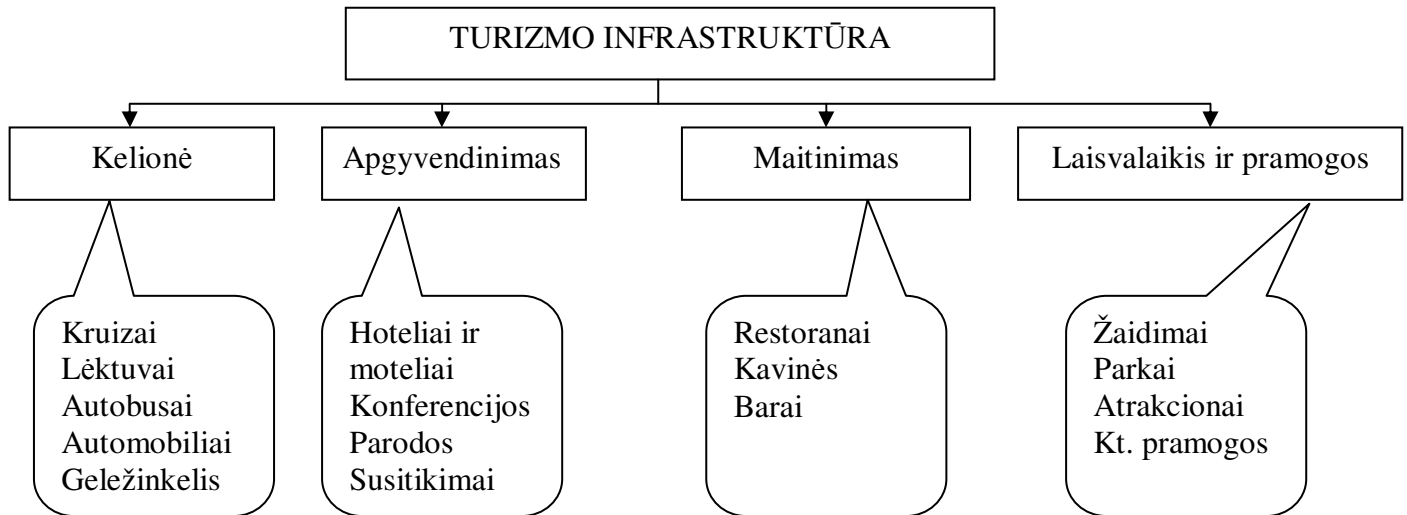 TURIZMO INFRASTRUKTŪRA
Kelionė
Apgyvendinimas
Maitinimas
Laisvalaikis ir pramogos
Kruizai
Lėktuvai
Autobusai
Automobiliai
Geležinkelis
Hoteliai ir
moteliai
Konferencijos
Parodos
Susitikimai
Restoranai
Kavinės
Barai
Žaidimai
Parkai
Atrakcionai
Kt. pramogos